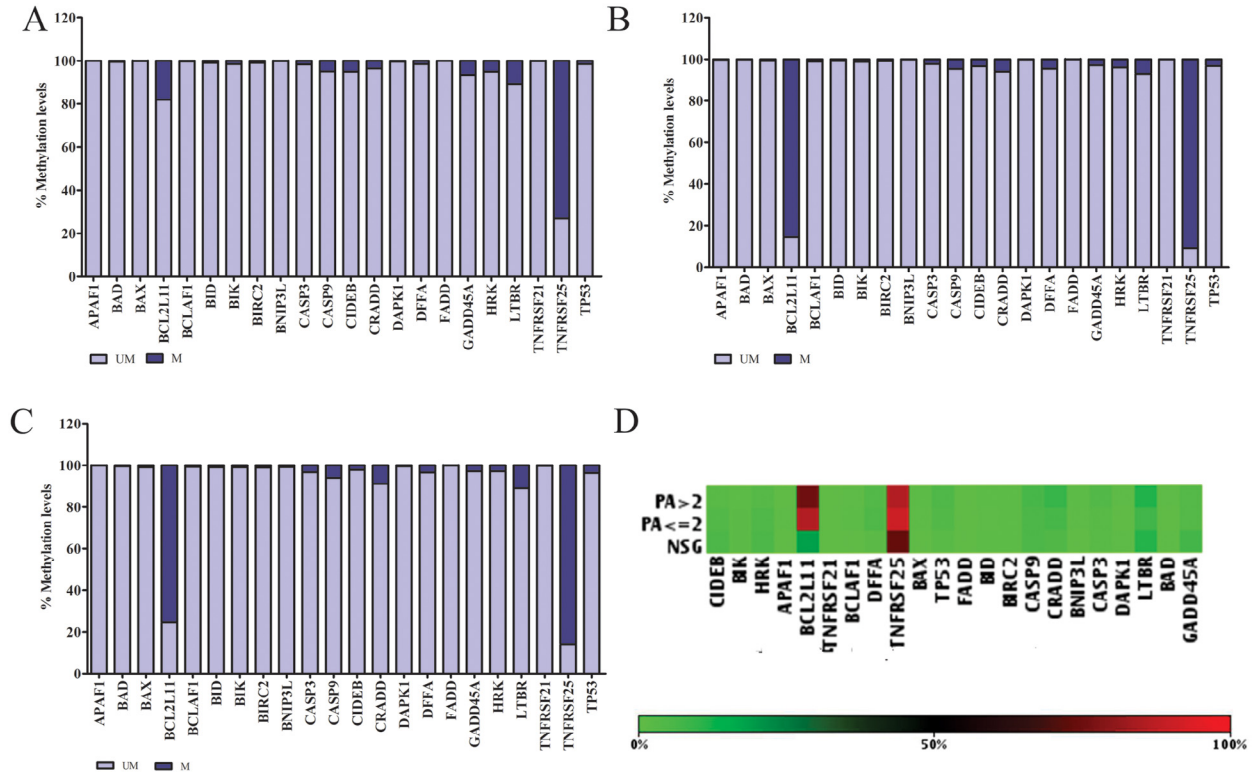 A
120
100
80
60
40
20
0
% Methylation levels
APAF1
BAD
BAX
BCL2L11
BCLAF1
BID
BIK
BIRC2
BNIP3L
CASP3
CASP9
CIDEB
CRADD
DAPK1
DFFA
FADD
GADD45A
HRK
LTBR
TNFRSF21
TNFRSF25
TP53
UM
M
B
120
100
80
60
40
20
0
% Methylation levels
APAF1
BAD
BAX
BCL2L11
BCLAF1
BID
BIK
BIRC2
BNIP3L
CASP3
CASP9
CIDEB
CRADD
DAPK1
DFFA
FADD
GADD45A
HRK
LTBR
TNFRSF21
TNFRSF25
TP53
UM
M
C
120
100
80
60
40
20
0
% Methylation levels
APAF1
BAD
BAX
BCL2L11
BCLAF1
BID
BIK
BIRC2
BNIP3L
CASP3
CASP9
CIDEB
CRADD
DAPK1
DFFA
FADD
GADD45A
HRK
LTBR
TNFRSF21
TNFRSF25
TP53
UM
M
D
PA>2
PA<=2
NSG
CIDEB
BIK
HRK
APAF1
BCL2L11
TNFRSF21
BCLAF1
DFFA
TNFRSF25
BAX
TP53
FADD
BID
BIRC2
CASP9
CRADD
BNIP3L
CASP3
DAPK1
LTBR
BAD
GADD45A
0%
50%
100%